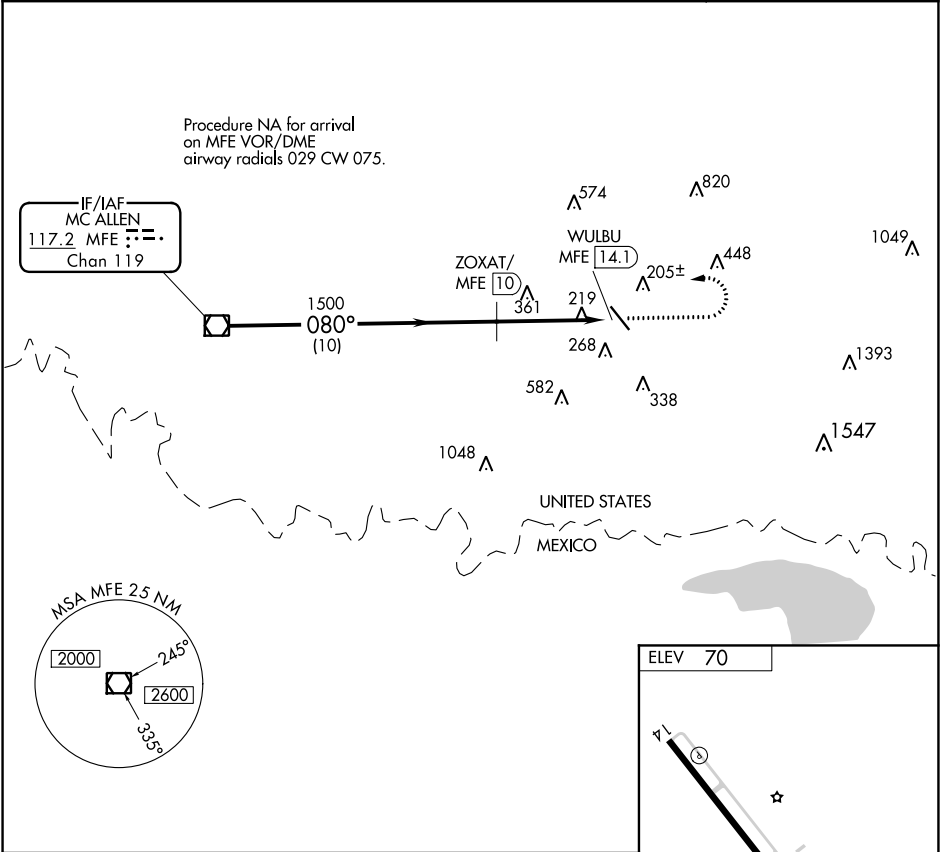 Procedure NA for arrival
on MFE VOR/DME
airway radials 029 CW 075.
IF/IAF
MC ALLEN
117.2 MFE
Chan 119
574
820
1049
WULBU
MFE 14.1
448
205±
ZOXAT/
MFE 10
361
219
1500
080°
(10)
268
1393
582
338
1547
1048
UNITED STATES
MEXICO
MSA MFE 25 NM
2000
245°
2600
335°
ELEV 70
14
P